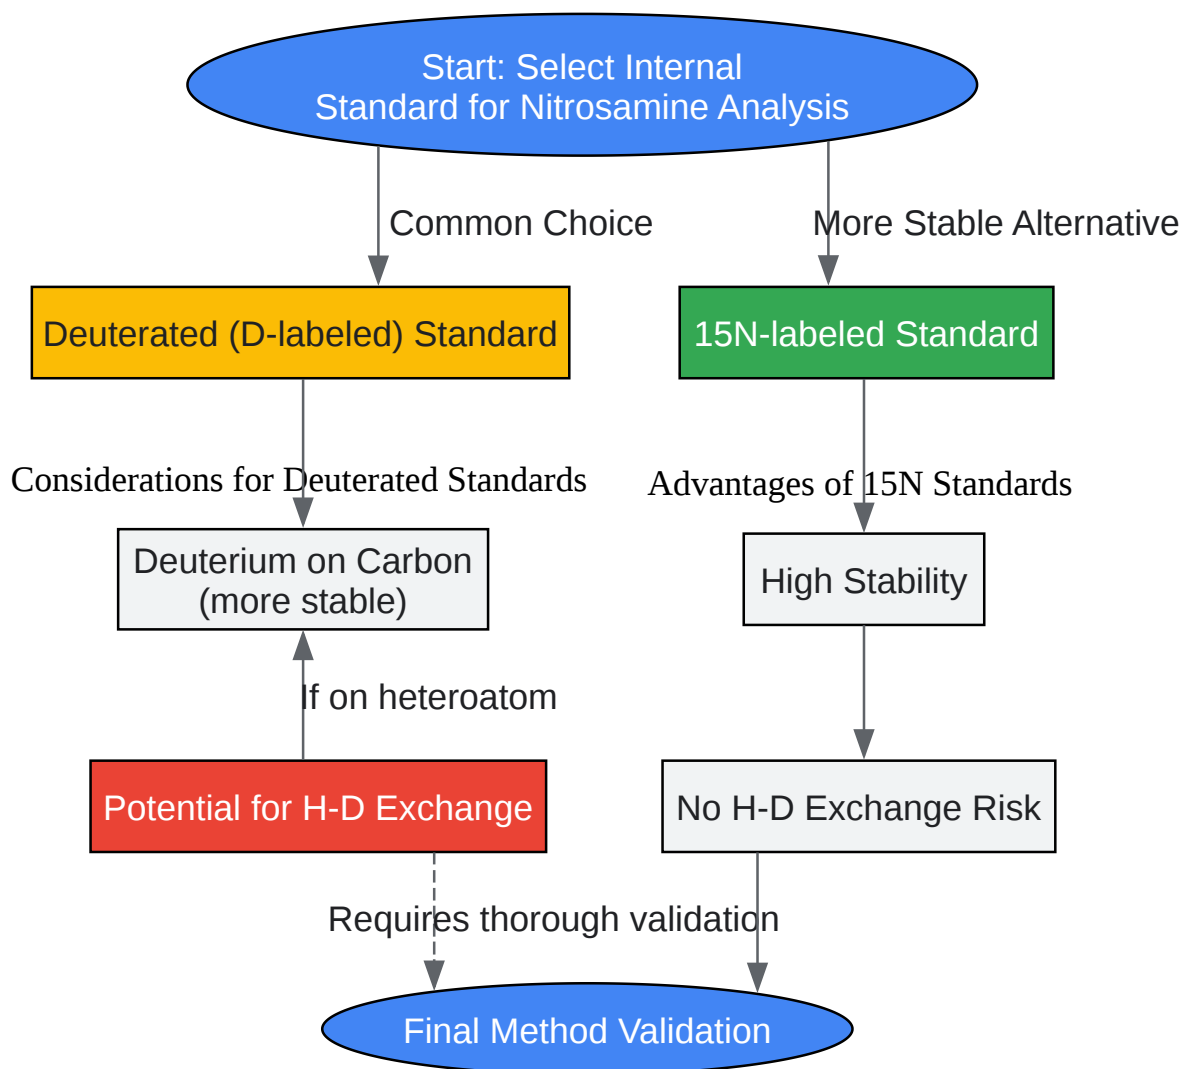 Start: Select Internal
Standard for Nitrosamine Analysis
Common Choice
More Stable Alternative
Deuterated (D-labeled) Standard
15N-labeled Standard
Considerations for Deuterated Standards
Advantages of 15N Standards
Deuterium on Carbon
(more stable)
High Stability
If on heteroatom
Potential for H-D Exchange
No H-D Exchange Risk
Requires thorough validation
Final Method Validation